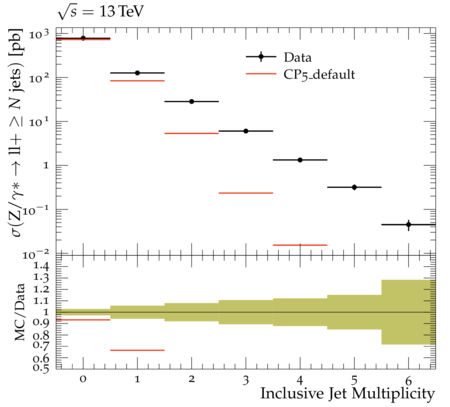 √s = 13 TeV
σ(Z/γ* → ll+ ≥ N jets) [pb]
10³
10²
10¹
1
10⁻¹
10⁻²
Data
CP5_default
MC/Data
1.4
1.3
1.2
1.1
1
0.9
0.8
0.7
0.6
0.5
0 1 2 3 4 5 6
Inclusive Jet Multiplicity